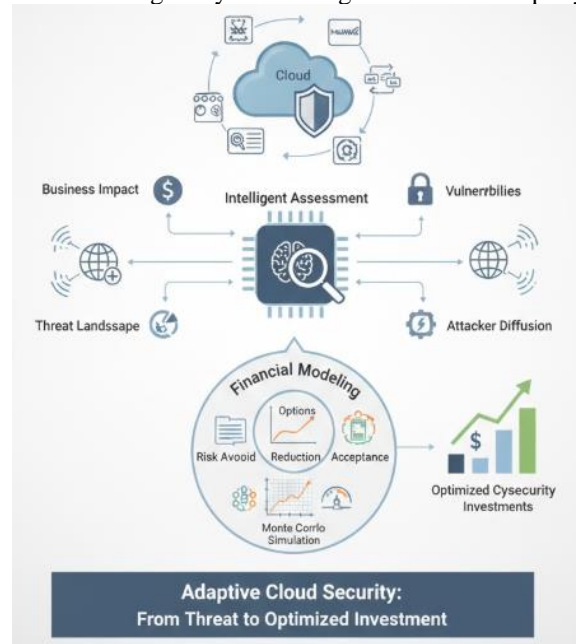 Cloud
Business Impact
$
Intelligent Assessment
Vulnerrbilies
Threat Landssape
Attacker Diffusion
Financial Modeling
Options
Risk Avooid
Reduction
Acceptance
Monte Corrlo
Simulation
$
Optimized Cysecurity
Investments
Adaptive Cloud Security:
From Threat to Optimized Investment